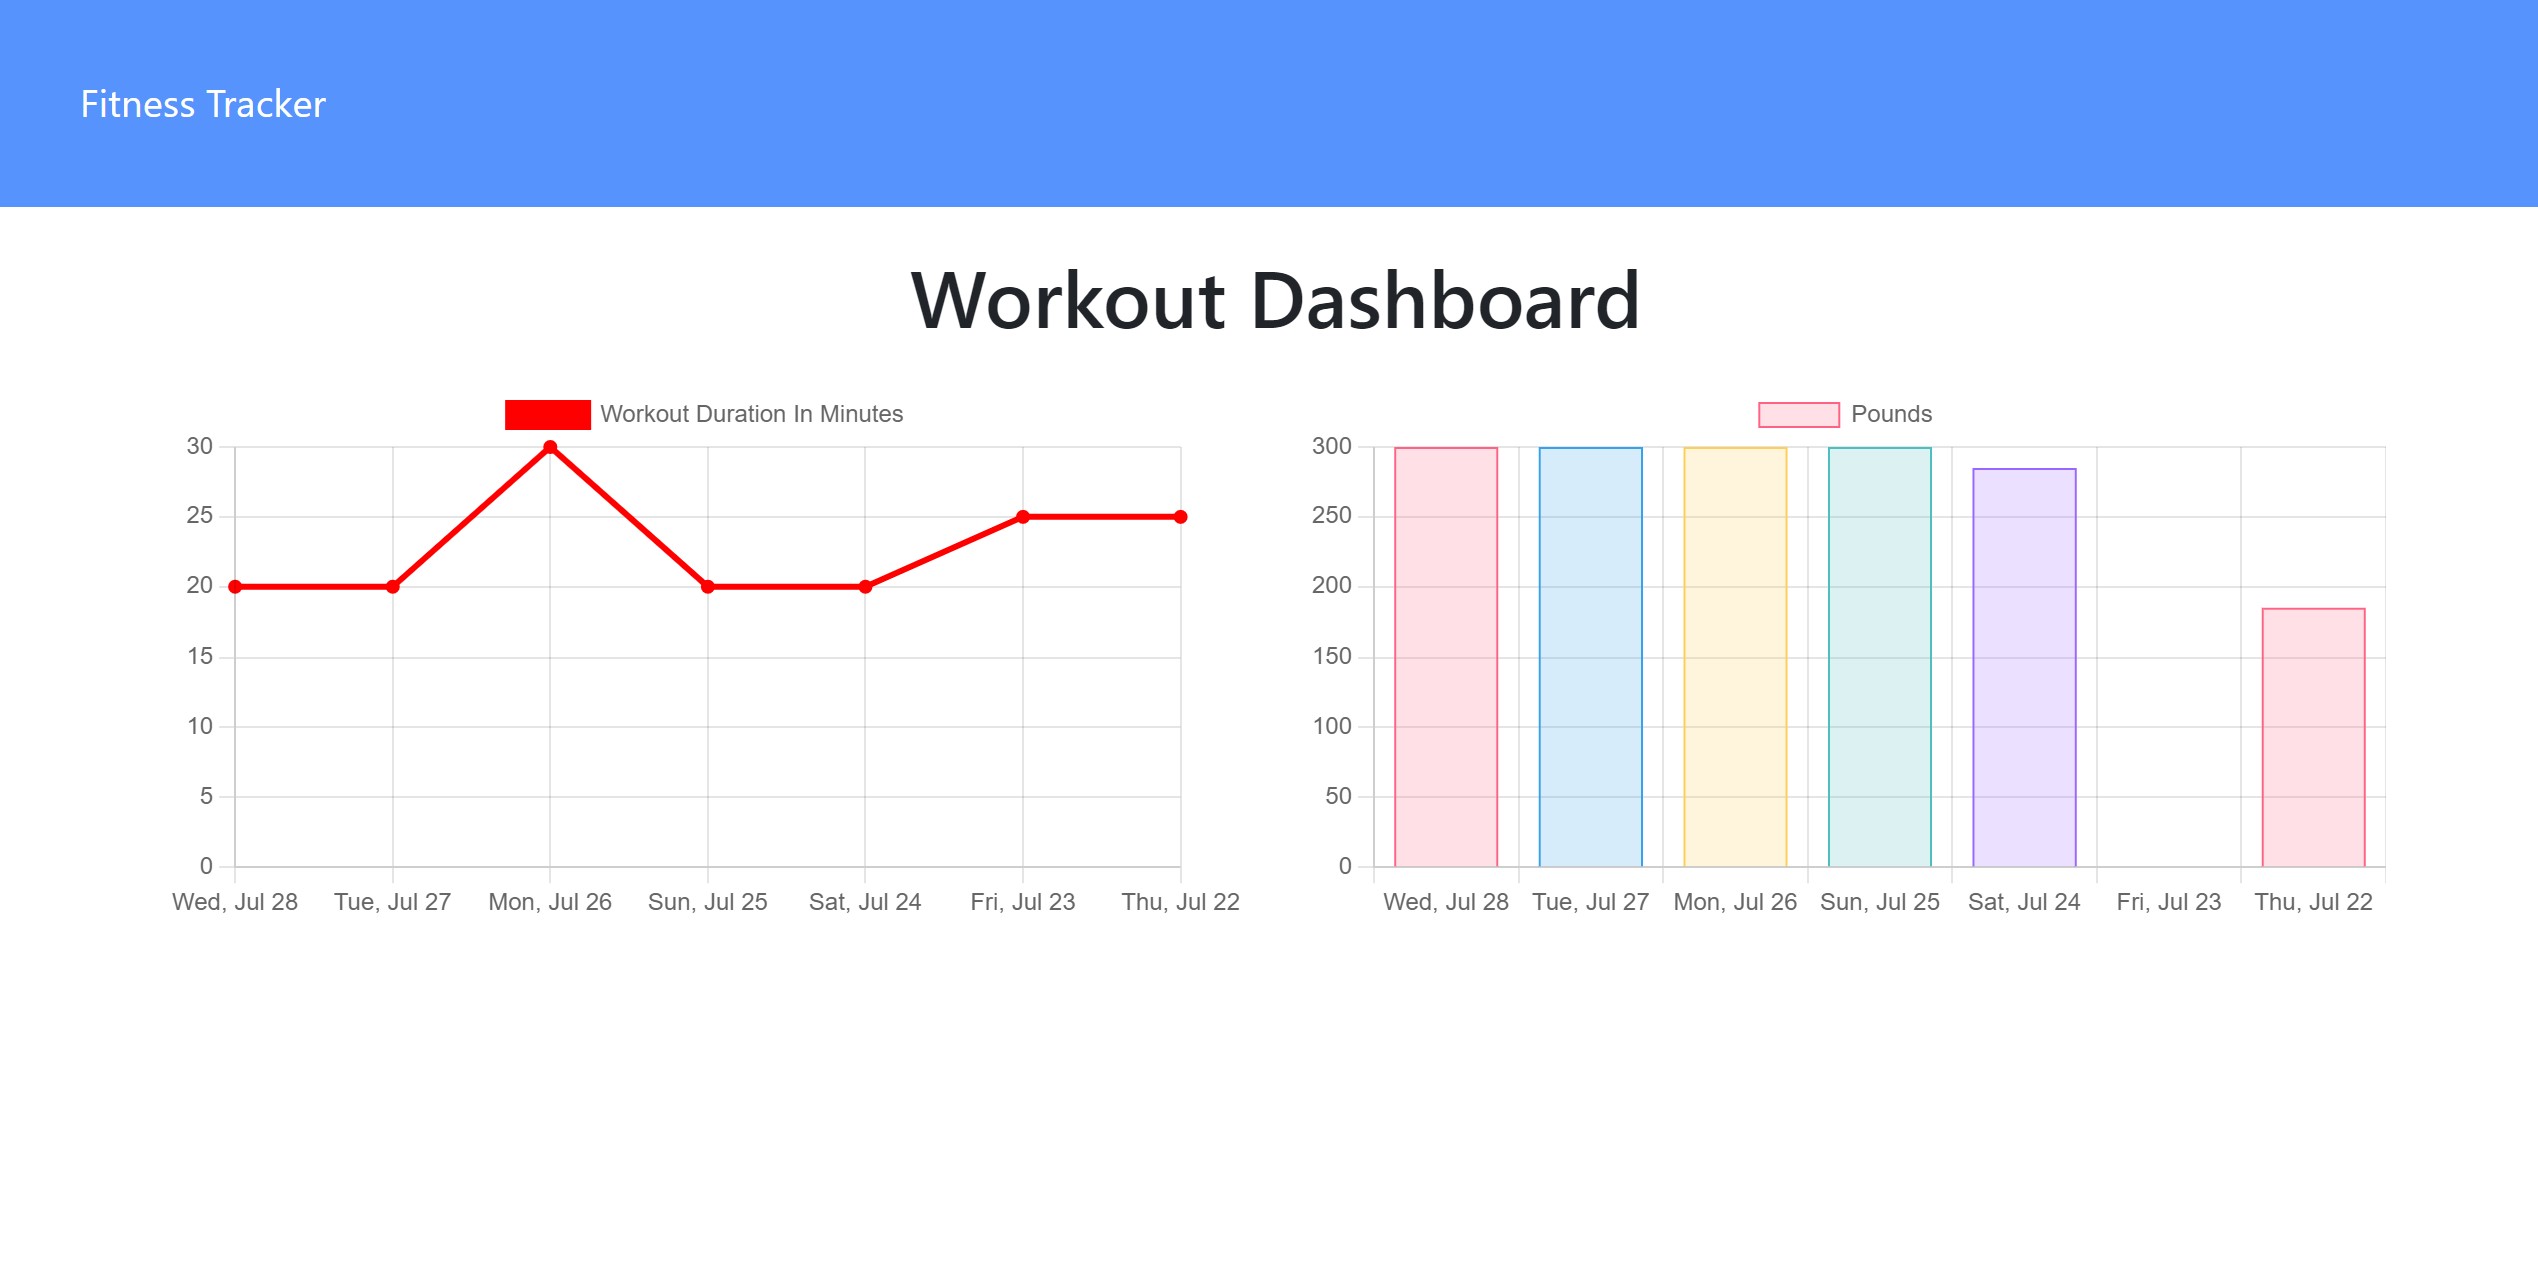 Fitness Tracker
Workout Dashboard
Workout Duration In Minutes
30
25
20
15
10
5
0
Wed, Jul 28 Tue, Jul 27 Mon, Jul 26 Sun, Jul 25 Sat, Jul 24 Fri, Jul 23 Thu, Jul 22
Pounds
300
250
200
150
100
50
0
Wed, Jul 28 Tue, Jul 27 Mon, Jul 26 Sun, Jul 25 Sat, Jul 24 Fri, Jul 23 Thu, Jul 22